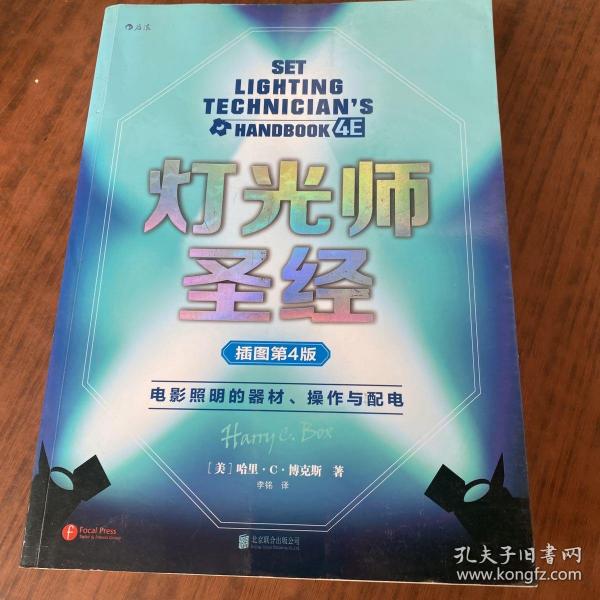 后浪
SET
LIGHTING
TECHNICIAN'S
HANDBOOK 4E
灯光师
圣经
插图第4版
电影照明的器材、操作与配电
Harry C. Box
[美] 哈里·C·博克斯 著
李铭 译
f Focal Press
Taylor & Francis Group
北京联合出版公司
孔夫子旧书网
www.kongfz.com